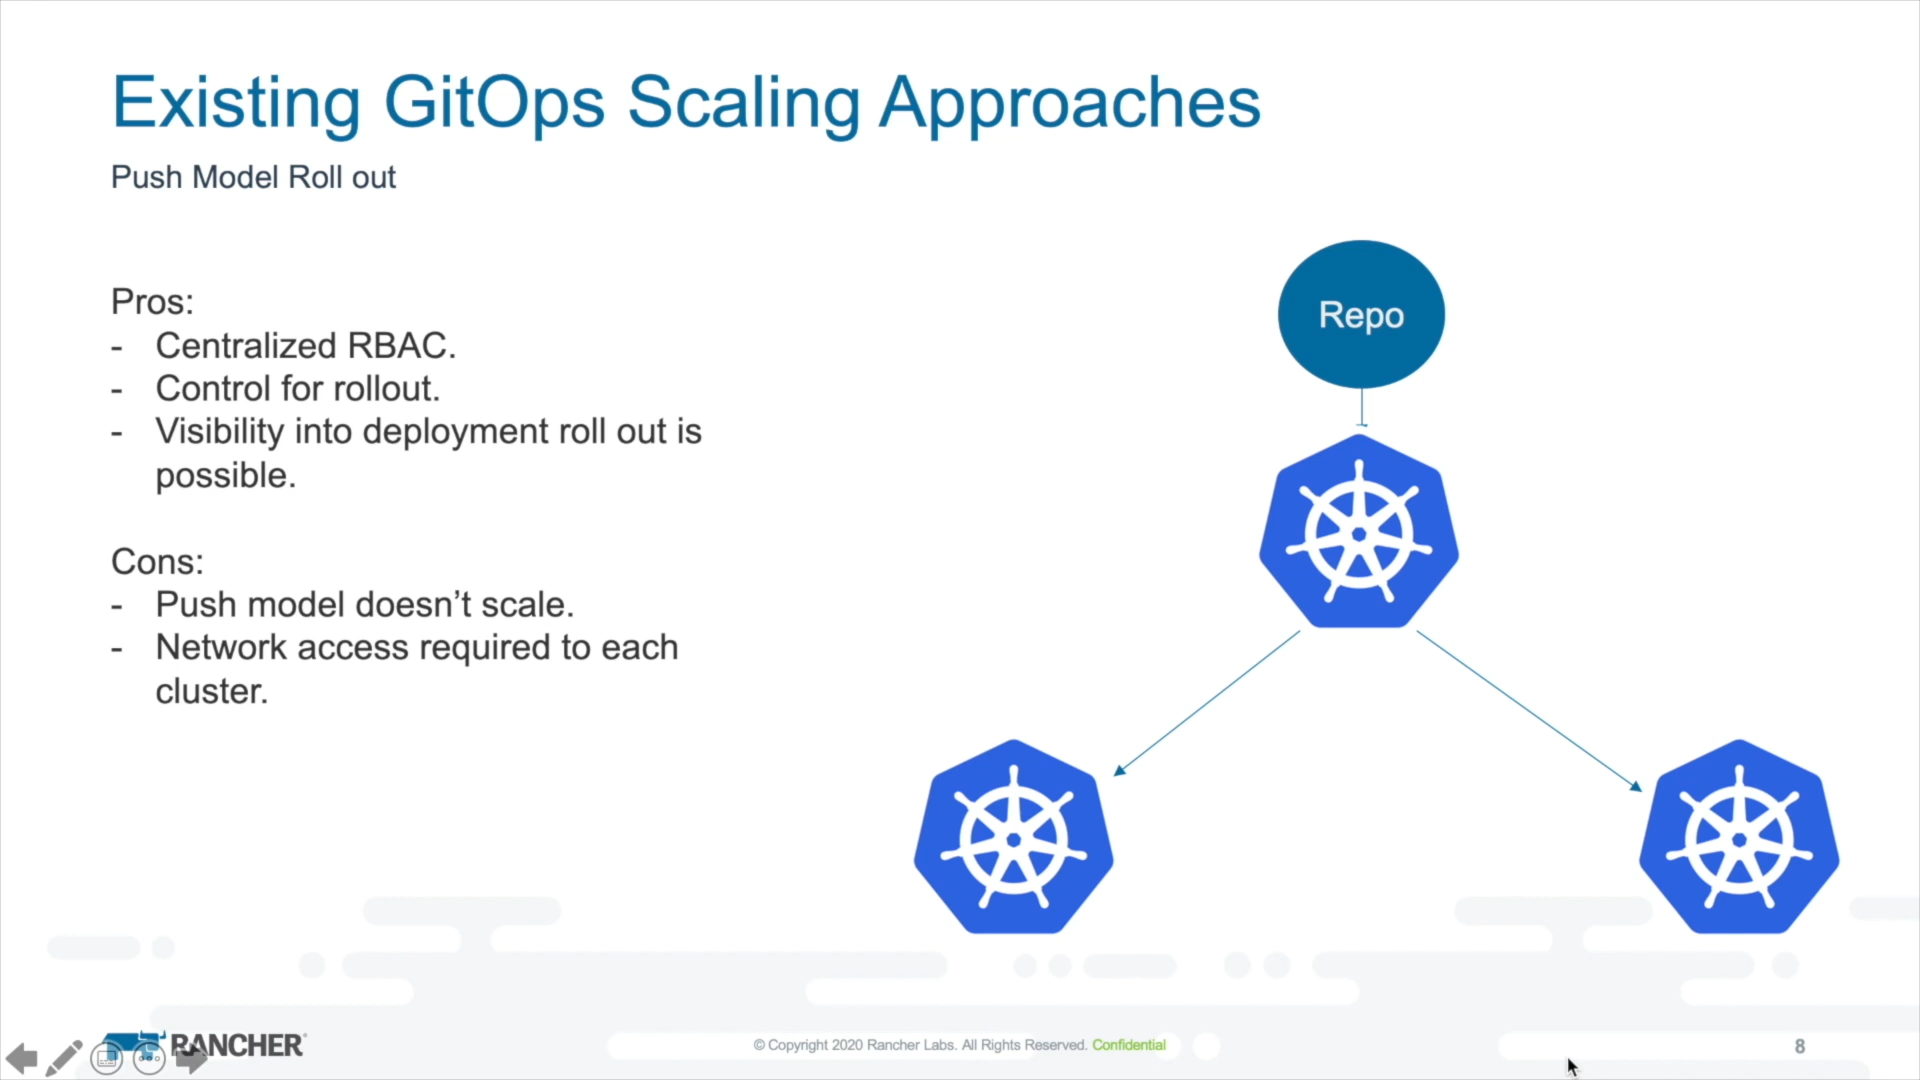 Existing GitOps Scaling Approaches
Push Model Roll out
Pros:
- Centralized RBAC.
- Control for rollout.
- Visibility into deployment roll out is
possible.
Cons:
- Push model doesn’t scale.
- Network access required to each
cluster.
Repo
RANCHER
© Copyright 2020 Rancher Labs. All Rights Reserved. Confidential
8